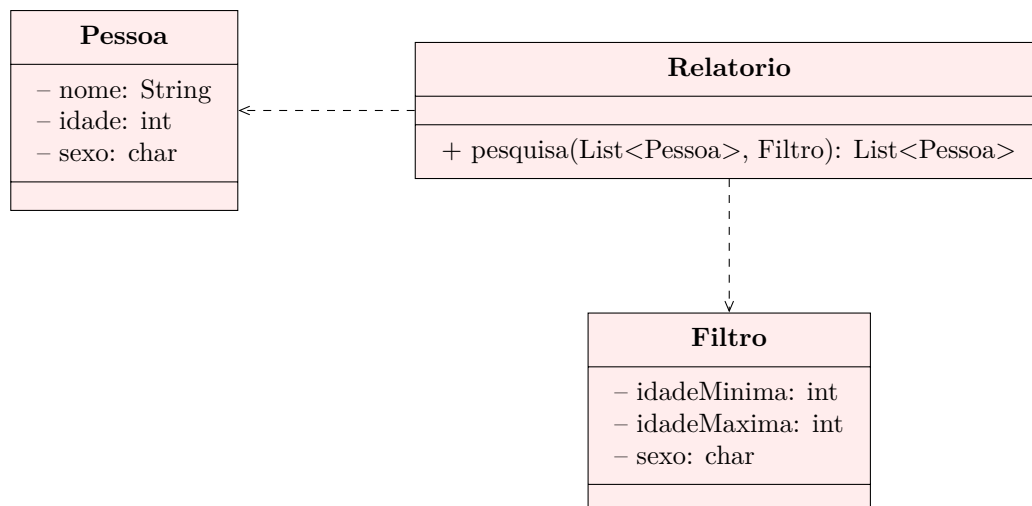 Pessoa
– nome: String
– idade: int
– sexo: char
Relatorio
+ pesquisa(List<Pessoa>, Filtro): List<Pessoa>
Filtro
– idadeMinima: int
– idadeMaxima: int
– sexo: char